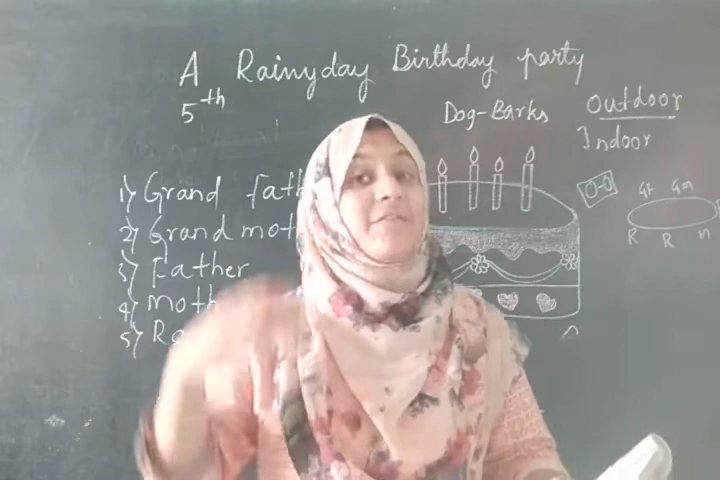 A Rainyday Birthday party
5th
Dog-Barks
Outdoor
Indoor
1) Grand fath
2) Grand mot
3) Father
4) Moth
5) R
Gf Gm
R R m